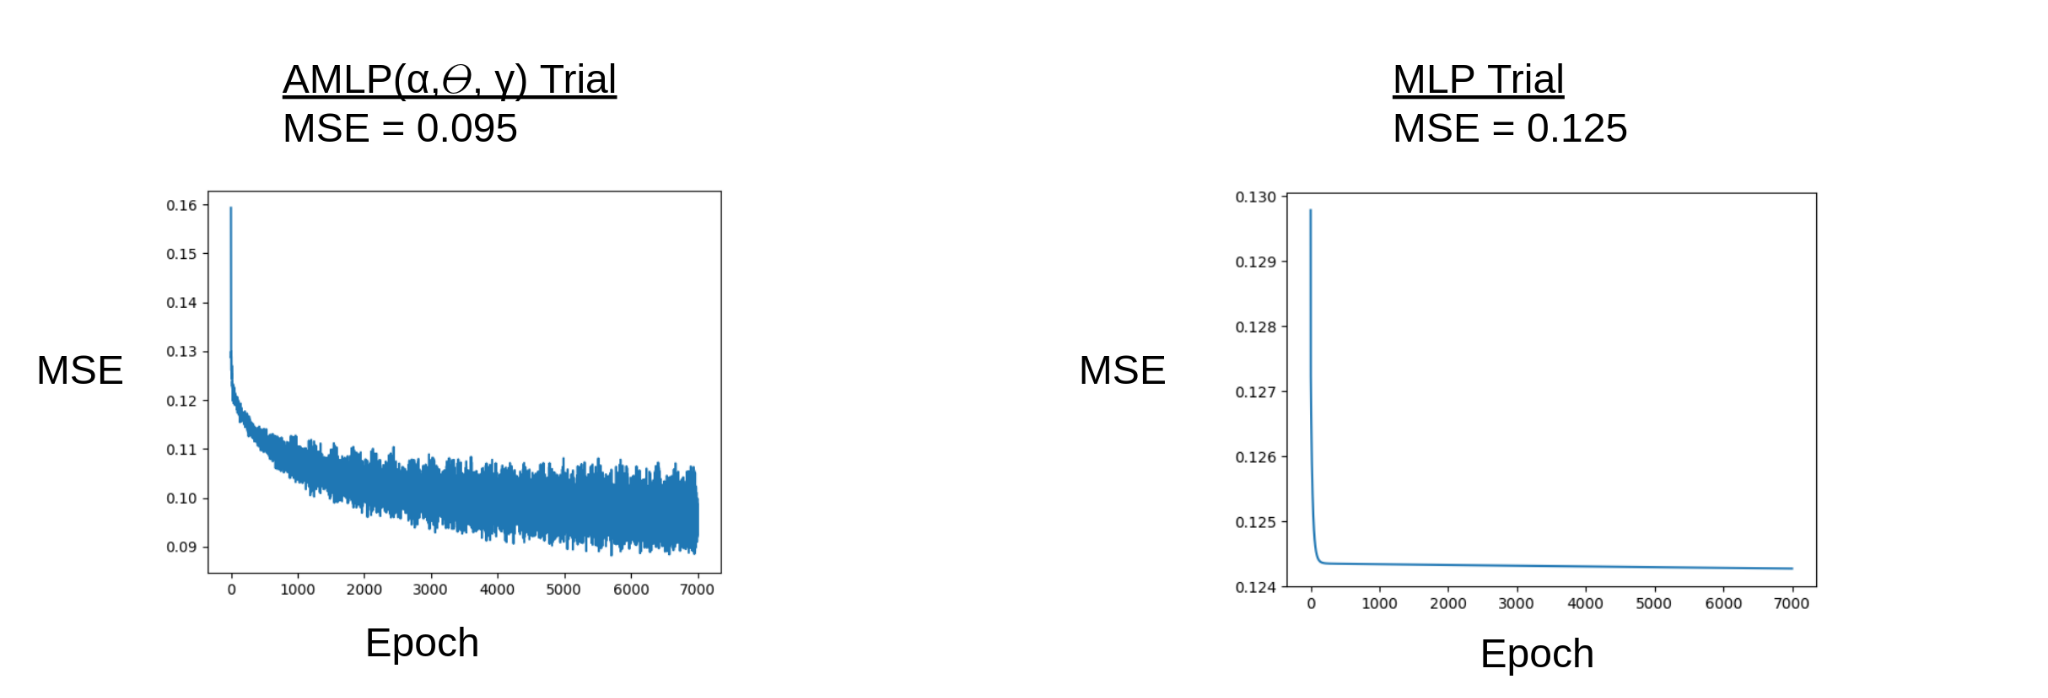 AMLP(α,ϴ, γ) Trial
MSE = 0.095
0.16
0.15
0.14
0.13
0.12
0.11
0.10
0.09
MSE
0 1000 2000 3000 4000 5000 6000 7000
Epoch
MLP Trial
MSE = 0.125
0.130
0.129
0.128
0.127
0.126
0.125
0.124
MSE
0 1000 2000 3000 4000 5000 6000 7000
Epoch